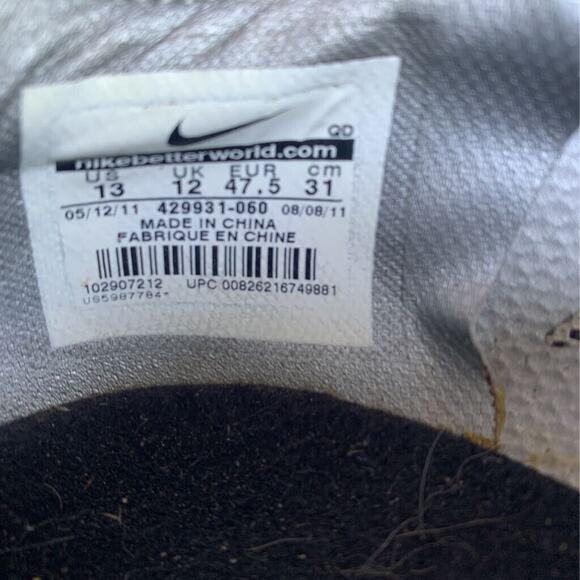 QD
nikebetterworld.com
US UK EUR cm
13 12 47.5 31
05/12/11 429931-060 08/08/11
MADE IN CHINA
FABRIQUE EN CHINE
102907212 UPC 00826216749881
US5987784*